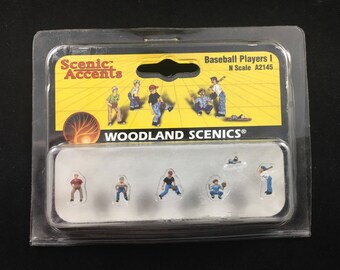 Scenic Accents
Baseball Players I
N Scale A2145
WOODLAND SCENICS®